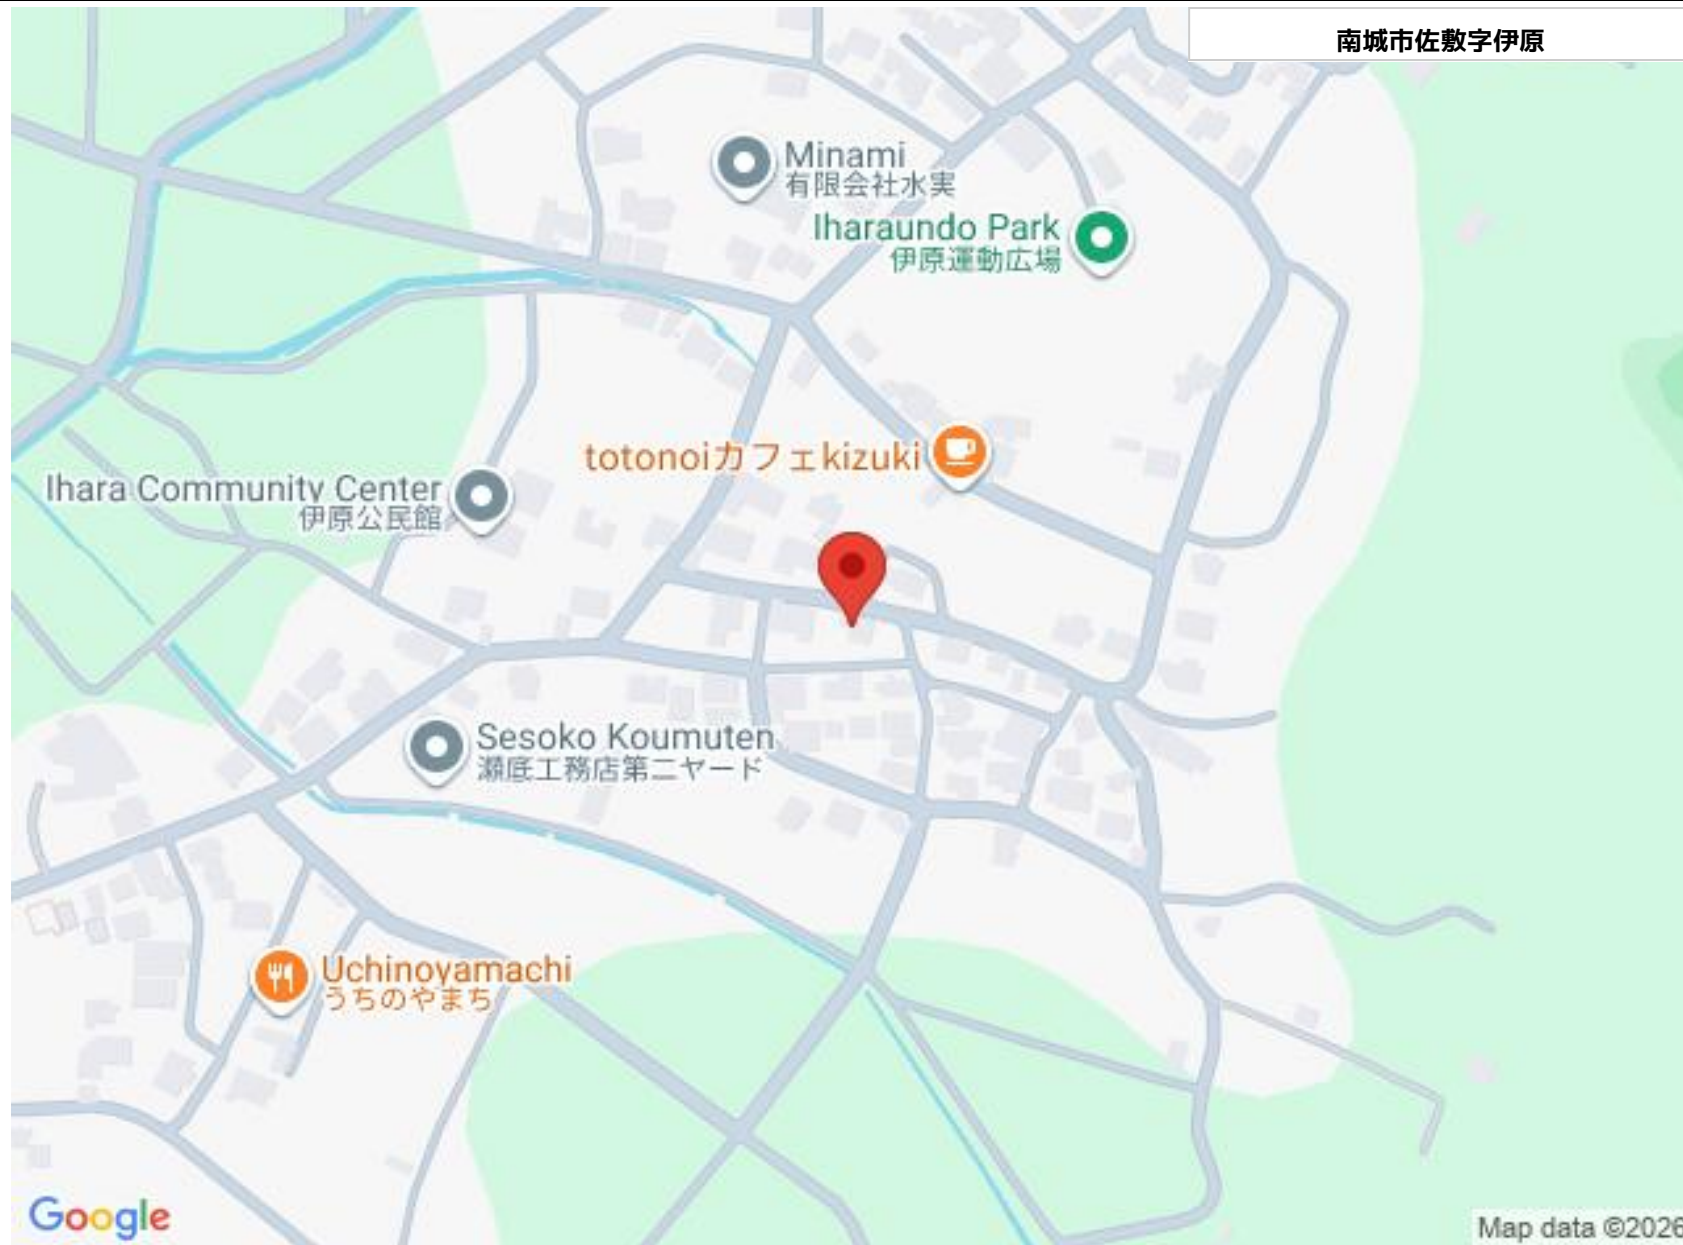 南城市佐敷字伊原
Minami
有限会社水実
Iharaundo Park
伊原運動広場
totonoiカフェkizuki
Ihara Community Center
伊原公民館
Sesoko Koumuten
瀬底工務店第二ヤード
Uchinoyamachi
うちのやまち
Google
Map data ©2026